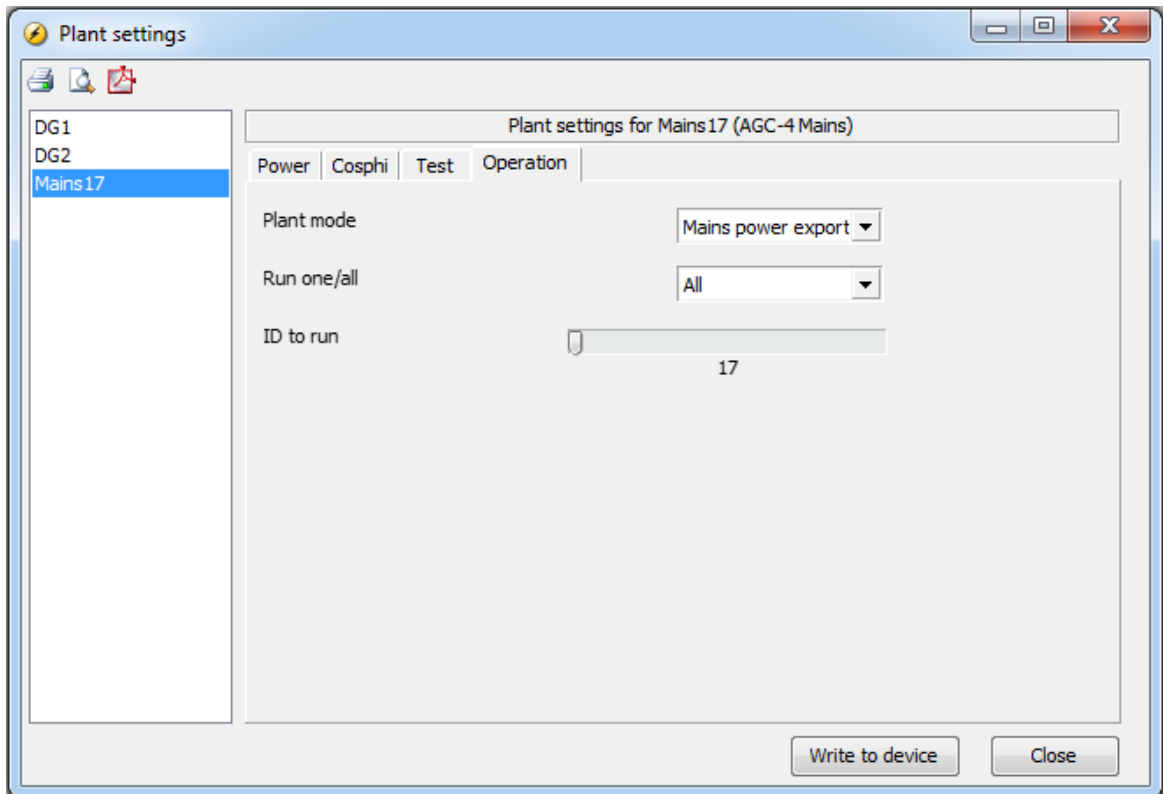 Plant settings
DG1
DG2
Mains17
Plant settings for Mains17 (AGC-4 Mains)
Power Cosphi Test Operation
Plant mode Mains power export
Run one/all All
ID to run
17
Write to device Close